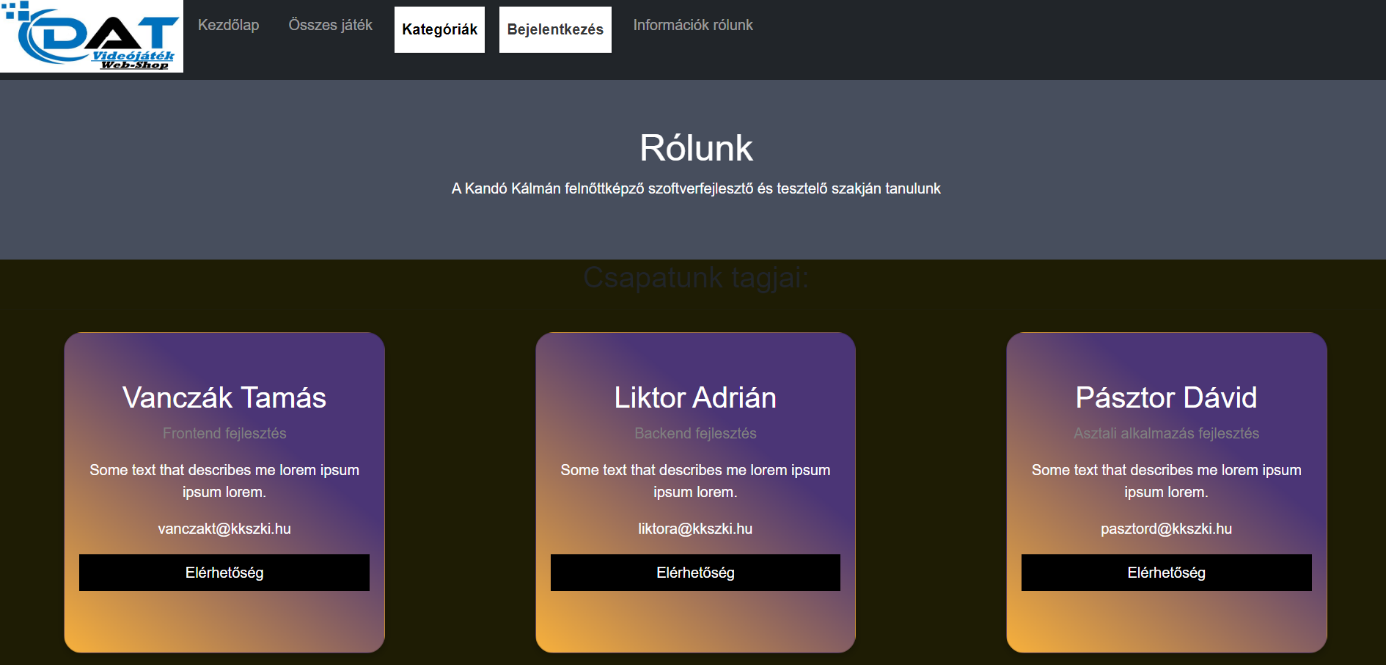 DAT
Videójáték
Web-Shop
Kezdőlap Összes játék Kategóriák Bejelentkezés Információk rólunk
Rólunk
A Kandó Kálmán felnőttképző szoftverfejlesztő és tesztelő szakján tanulunk
Csapatunk tagjai:
Vanczák Tamás
Frontend fejlesztés
Some text that describes me lorem ipsum
ipsum lorem.
vanczakt@kkszki.hu
Elérhetőség
Liktor Adrián
Backend fejlesztés
Some text that describes me lorem ipsum
ipsum lorem.
liktora@kkszki.hu
Elérhetőség
Pásztor Dávid
Asztali alkalmazás fejlesztés
Some text that describes me lorem ipsum
ipsum lorem.
pasztord@kkszki.hu
Elérhetőség